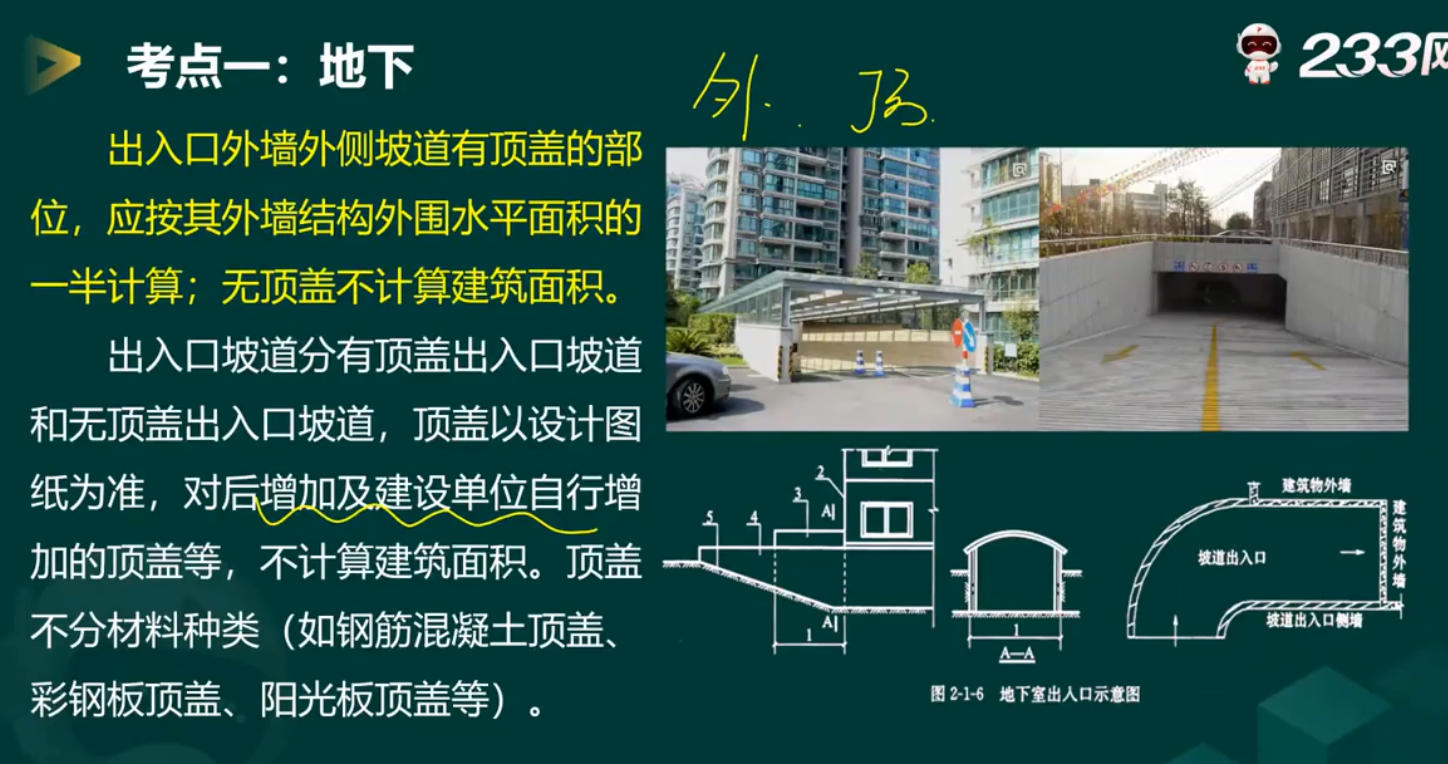 考点一：地下
233网
外. 顶.
出入口外墙外侧坡道有顶盖的部
位，应按其外墙结构外围水平面积的
一半计算；无顶盖不计算建筑面积。
出入口坡道分有顶盖出入口坡道
和无顶盖出入口坡道，顶盖以设计图
纸为准，对后增加及建设单位自行增
加的顶盖等，不计算建筑面积。顶盖
不分材料种类（如钢筋混凝土顶盖、
彩钢板顶盖、阳光板顶盖等）。
2
3
A
5
4
A
1
1
A—A
建筑物外墙
建筑物外墙
坡道出入口
坡道出入口侧墙
图 2-1-6 地下室出入口示意图